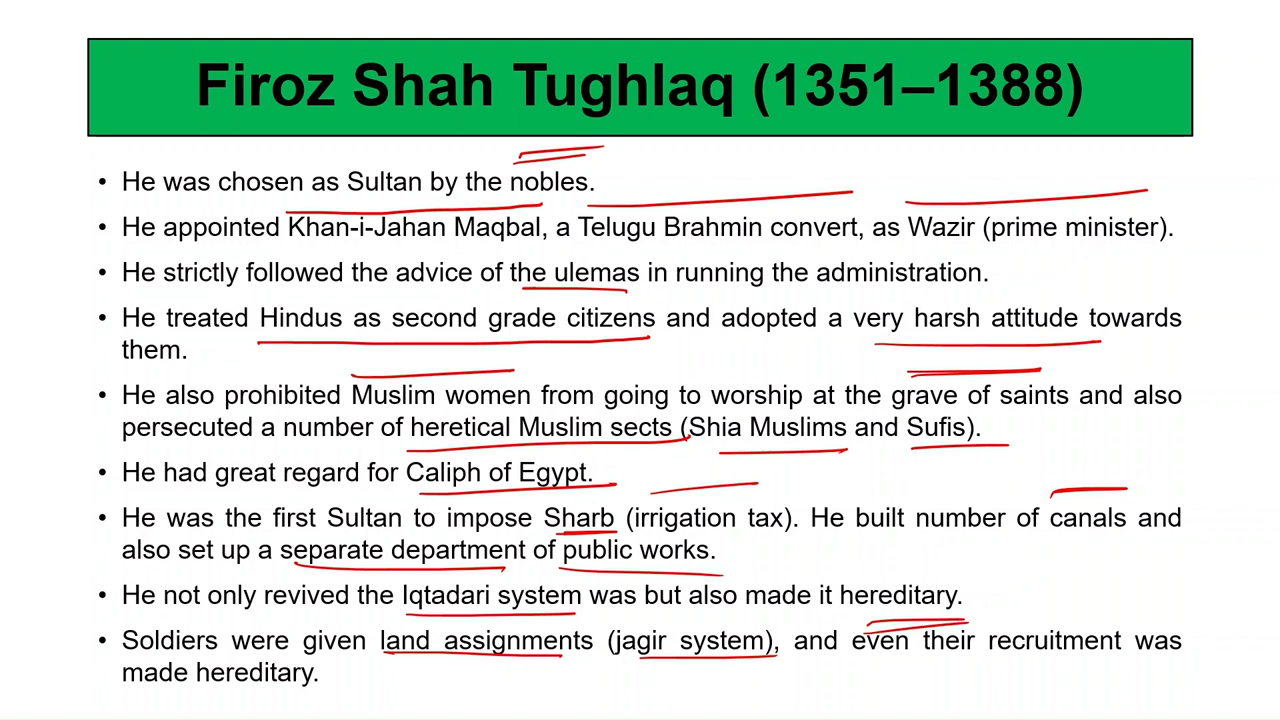 Firoz Shah Tughlaq (1351–1388)
• He was chosen as Sultan by the nobles.
• He appointed Khan-i-Jahan Maqbal, a Telugu Brahmin convert, as Wazir (prime minister).
• He strictly followed the advice of the ulemas in running the administration.
• He treated Hindus as second grade citizens and adopted a very harsh attitude towards
them.
• He also prohibited Muslim women from going to worship at the grave of saints and also
persecuted a number of heretical Muslim sects (Shia Muslims and Sufis).
• He had great regard for Caliph of Egypt.
• He was the first Sultan to impose Sharb (irrigation tax). He built number of canals and
also set up a separate department of public works.
• He not only revived the Iqtadari system was but also made it hereditary.
• Soldiers were given land assignments (jagir system), and even their recruitment was
made hereditary.